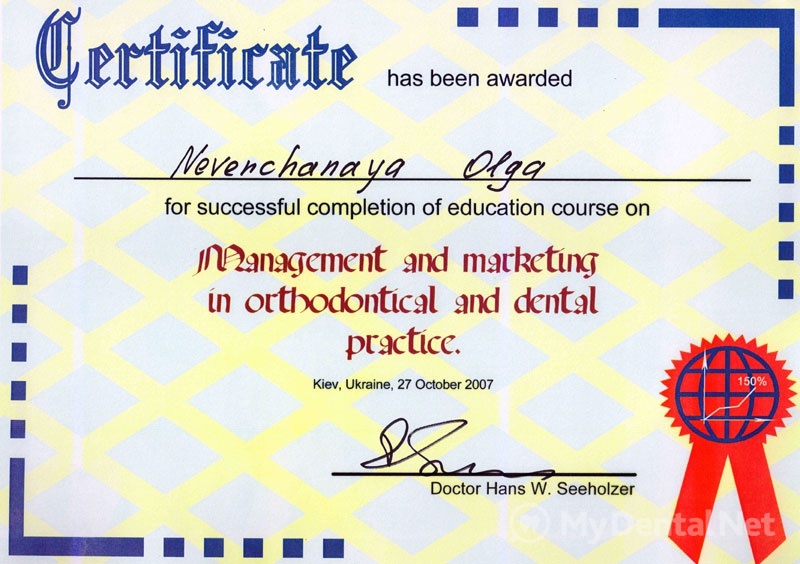 Certificate has been awarded
Nevenchanaya Olga
for successful completion of education course on
Management and marketing
in orthodontical and dental
practice.
Kiev, Ukraine, 27 October 2007
150%
Doctor Hans W. Seeholzer
MyDentalNet